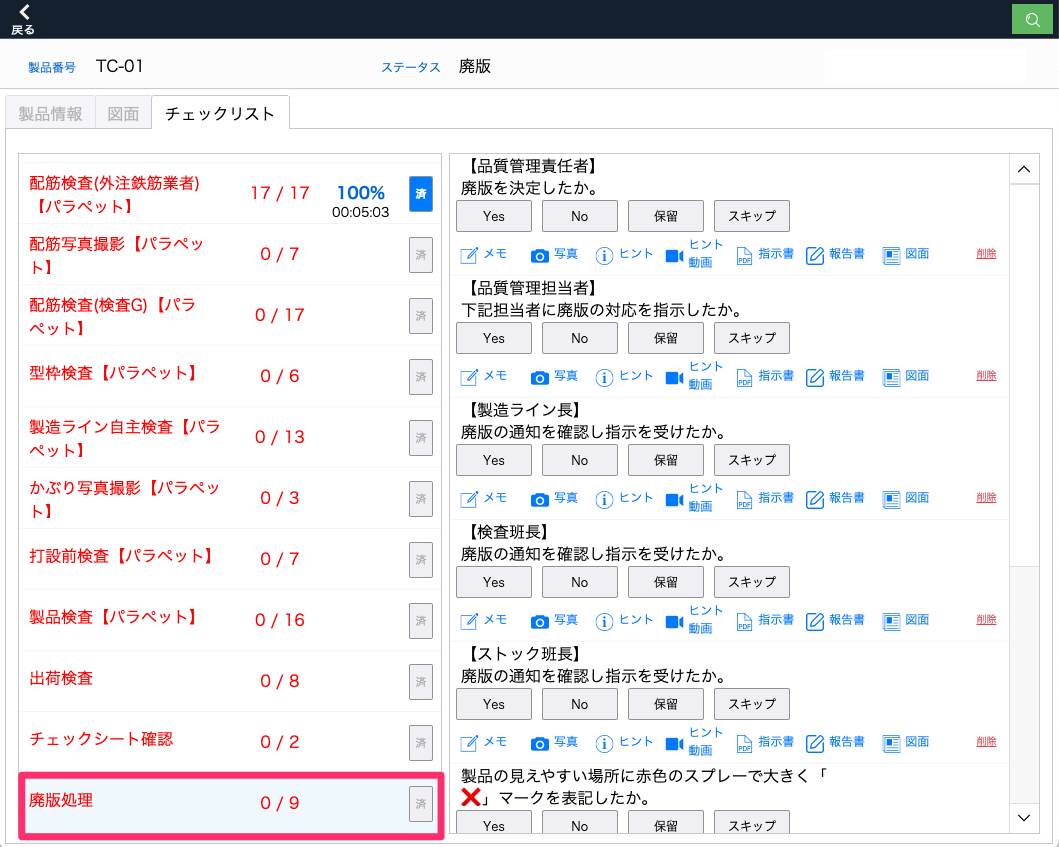 戻る
製品番号 TC-01 ステータス 廃版
製品情報 図面 チェックリスト
配筋検査(外注鉄筋業者)
【パラペット】
17 / 17 100% 済
00:05:03
配筋写真撮影【パラペッ
ト】
0 / 7 済
配筋検査(検査G)【パラ
ペット】
0 / 17 済
型枠検査【パラペット】 0 / 6 済
製造ライン自主検査【パラ
ペット】
0 / 13 済
かぶり写真撮影【パラペッ
ト】
0 / 3 済
打設前検査【パラペット】 0 / 7 済
製品検査【パラペット】 0 / 16 済
出荷検査 0 / 8 済
チェックシート確認 0 / 2 済
廃版処理 0 / 9 済
【品質管理責任者】
廃版を決定したか。
Yes No 保留 スキップ
メモ 写真 ヒント ヒント
動画 PDF 指示書 報告書 図面 削除
【品質管理担当者】
下記担当者に廃版の対応を指示したか。
Yes No 保留 スキップ
メモ 写真 ヒント ヒント
動画 PDF 指示書 報告書 図面 削除
【製造ライン長】
廃版の通知を確認し指示を受けたか。
Yes No 保留 スキップ
メモ 写真 ヒント ヒント
動画 PDF 指示書 報告書 図面 削除
【検査班長】
廃版の通知を確認し指示を受けたか。
Yes No 保留 スキップ
メモ 写真 ヒント ヒント
動画 PDF 指示書 報告書 図面 削除
【ストック班長】
廃版の通知を確認し指示を受けたか。
Yes No 保留 スキップ
メモ 写真 ヒント ヒント
動画 PDF 指示書 報告書 図面 削除
製品の見えやすい場所に赤色のスプレーで大きく「
❌」マークを表記したか。
Yes No 保留 スキップ